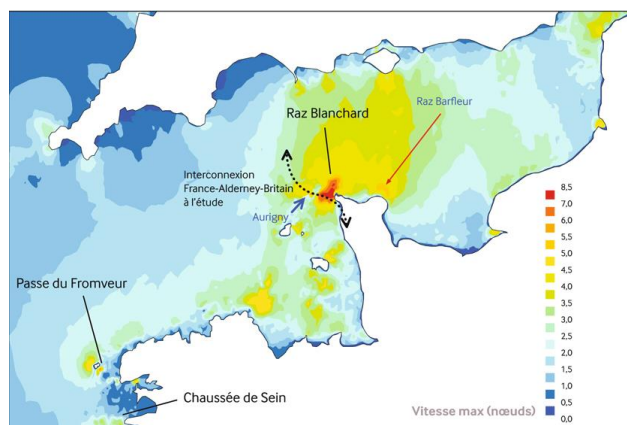 Raz Blanchard
Raz Barfleur
Interconnexion
France-Alderney-Britain
à l'étude
Aurigny
Passe du Fromveur
Chaussée de Sein
8.5
7.0
6.0
5.5
5.0
4.5
4.0
3.5
3.0
2.5
2.0
1.5
1.0
0.5
0.0
Vitesse max (nœuds)